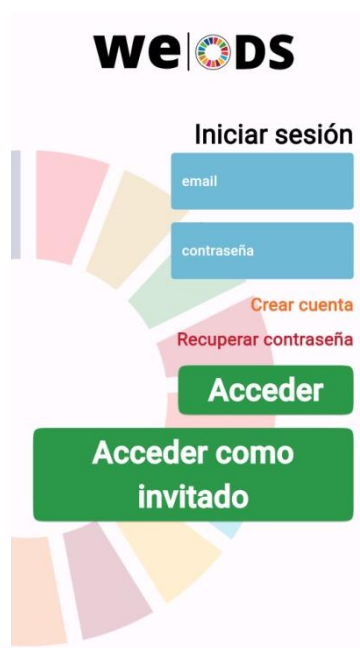 we|ODS
Iniciar sesión
email
contraseña
Crear cuenta
Recuperar contraseña
Acceder
Acceder como
invitado